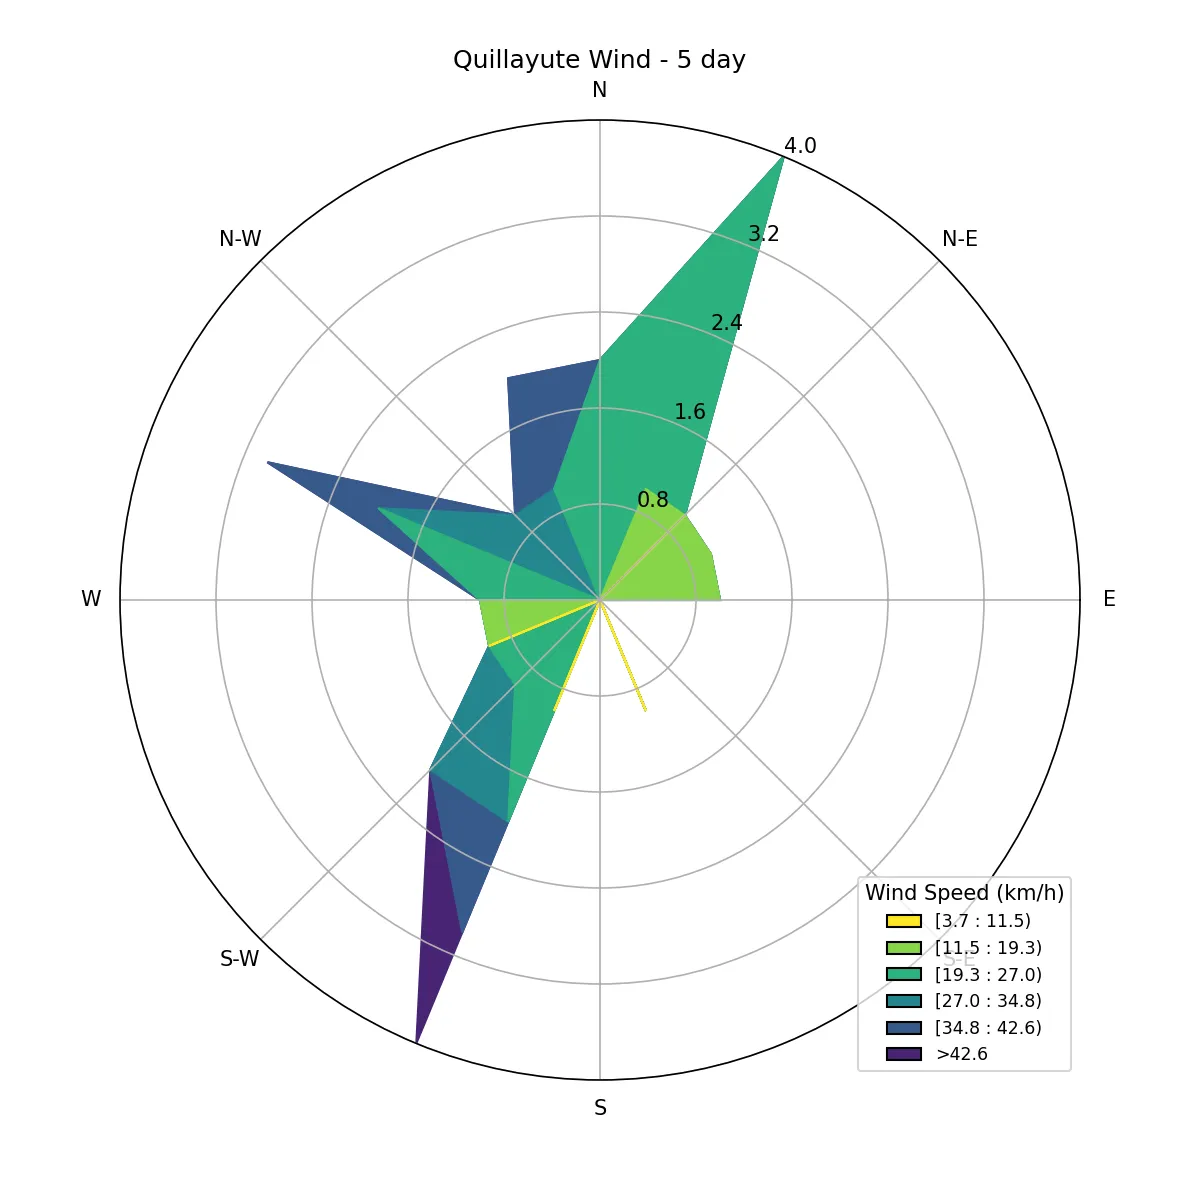 Quillayute Wind - 5 day
N
4.0
N-W
3.2
N-E
2.4
1.6
0.8
W
E
S-W
S-E
S
Wind Speed (km/h)
[3.7 : 11.5)
[11.5 : 19.3)
[19.3 : 27.0)
[27.0 : 34.8)
[34.8 : 42.6)
>42.6